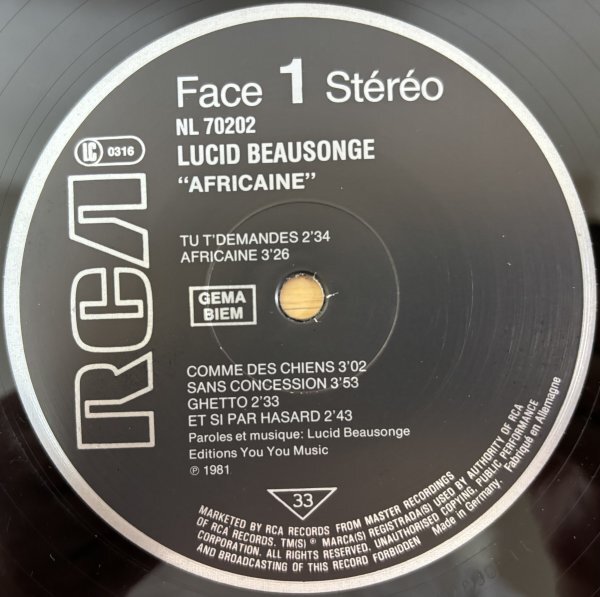 Face 1 Stéréo
NL 70202
LC 0316
LUCID BEAUSONGE
"AFRICAINE"
RCA
TU T'DEMANDES 2'34
AFRICAINE 3'26
GEMA
BIEM
COMME DES CHIENS 3'02
SANS CONCESSION 3'53
GHETTO 2'33
ET SI PAR HASARD 2'43
Paroles et musique: Lucid Beausonge
Editions You You Music
℗ 1981
33
MARKETED BY RCA RECORDS FROM MASTER RECORDINGS
OF RCA RECORDS. TM(S) ® MARCA(S) REGISTRADA(S) USED BY AUTHORITY OF RCA
CORPORATION. ALL RIGHTS RESERVED. UNAUTHORISED COPYING, PUBLIC PERFORMANCE
AND BROADCASTING OF THIS RECORD FORBIDDEN
Made in Germany. Fabriqué en Allemagne